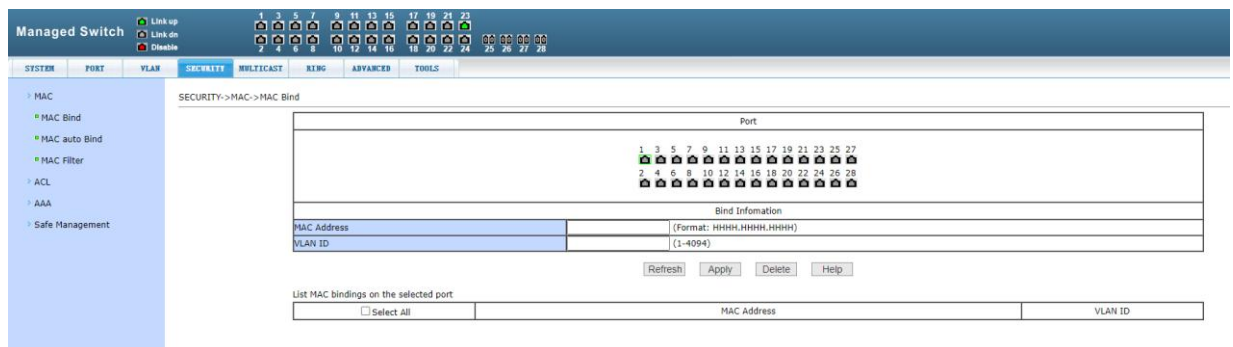 Managed Switch
Link up
Link dn
Disable
1 3 5 7 9 11 13 15 17 19 21 23
2 4 6 8 10 12 14 16 18 20 22 24 25 26 27 28
SYSTEM PORT VLAN SECURITY MULTICAST RING ADVANCED TOOLS
MAC
MAC Bind
MAC auto Bind
MAC Filter
ACL
AAA
Safe Management
SECURITY->MAC->MAC Bind
Port
1 3 5 7 9 11 13 15 17 19 21 23 25 27
2 4 6 8 10 12 14 16 18 20 22 24 26 28
Bind Infomation
MAC Address (Format: HHHH.HHHH.HHHH)
VLAN ID (1-4094)
Refresh Apply Delete Help
List MAC bindings on the selected port
Select All MAC Address VLAN ID